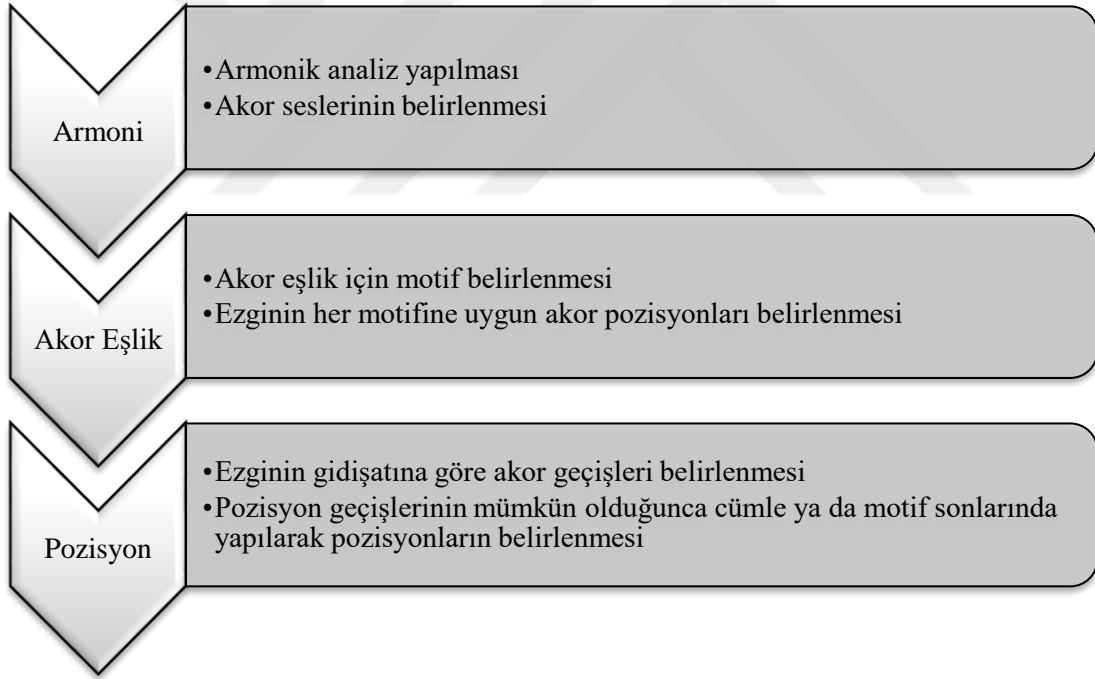 Armoni
•Armonik analiz yapılması
•Akor seslerinin belirlenmesi
Akor Eşlik
•Akor eşlik için motif belirlenmesi
•Ezginin her motifine uygun akor pozisyonları belirlenmesi
Pozisyon
•Ezginin gidişatına göre akor geçişleri belirlenmesi
•Pozisyon geçişlerinin mümkün olduğunca cümle ya da motif sonlarında
yapılarak pozisyonların belirlenmesi